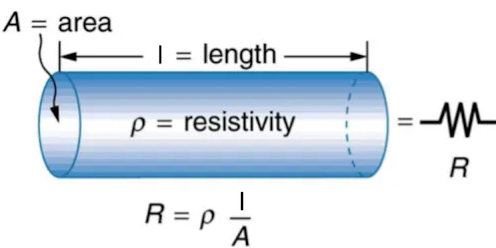 A = area
l = length
ρ = resistivity
=
R
R = ρ l/A